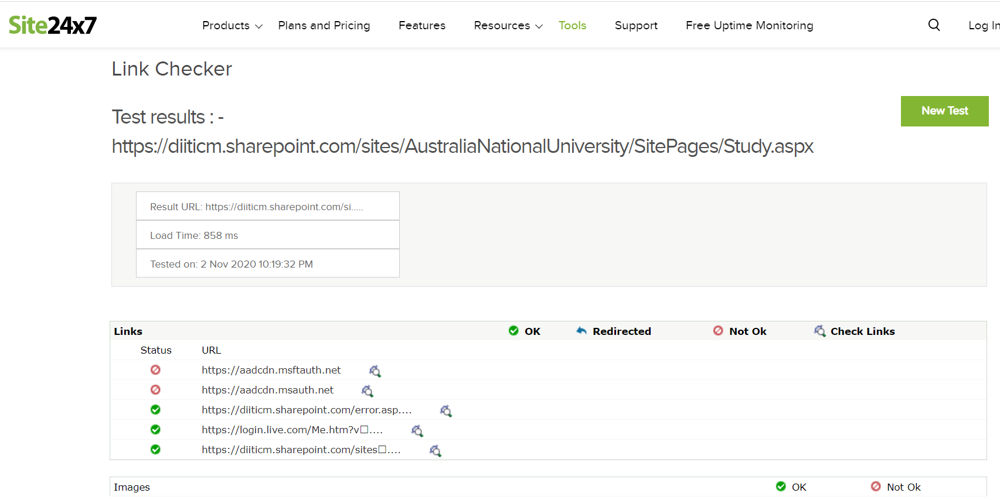 Site24x7 Products Plans and Pricing Features Resources Tools Support Free Uptime Monitoring Log In
Link Checker
New Test
Test results : -
https://diiticm.sharepoint.com/sites/AustraliaNationalUniversity/SitePages/Study.aspx
Result URL: https://diiticm.sharepoint.com/si.....
Load Time: 858 ms
Tested on: 2 Nov 2020 10:19:32 PM
Links OK Redirected Not Ok Check Links
Status URL
https://aadcdn.msftauth.net
https://aadcdn.msauth.net
https://diiticm.sharepoint.com/error.asp....
https://login.live.com/Me.htm?v□....
https://diiticm.sharepoint.com/sites□....
Images OK Not Ok